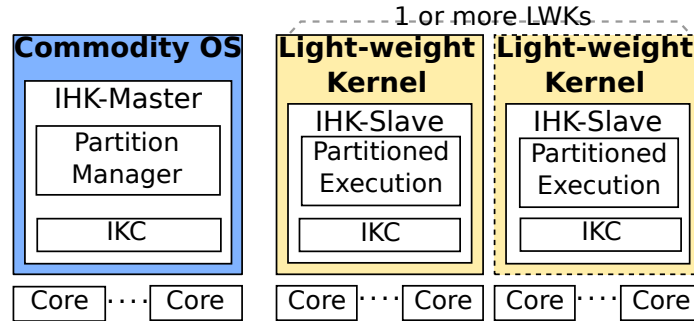 1 or more LWKs
Commodity OS
IHK-Master
Partition
Manager
IKC
Core ···· Core
Light-weight
Kernel
IHK-Slave
Partitioned
Execution
IKC
Core ···· Core
Light-weight
Kernel
IHK-Slave
Partitioned
Execution
IKC
Core ···· Core